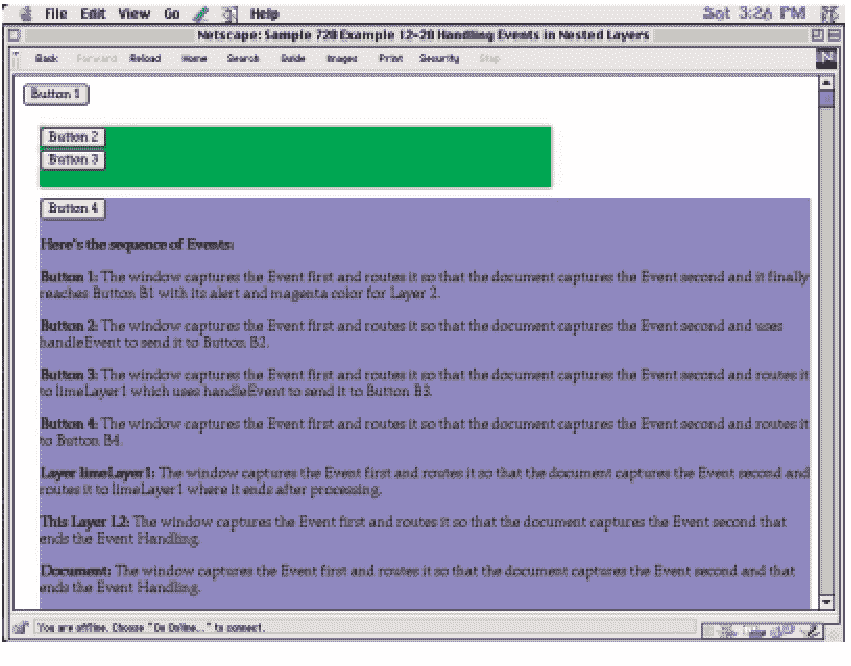 File Edit View Go Help Sat 3:26 PM
Netscape: Sample 720 Example 12-20 Handling Events in Nested Layers
Back Forward Reload Home Search Guide Images Print Security Stop
N
Button 1
Button 2
Button 3
Button 4
Here's the sequence of Events:
Button 1: The window captures the Event first and routes it so that the document captures the Event second and it finally
reaches Button B1 with its alert and magenta color for Layer 2.
Button 2: The window captures the Event first and routes it so that the document captures the Event second and uses
handleEvent to send it to Button B2.
Button 3: The window captures the Event first and routes it so that the document captures the Event second and routes it
to limeLayer1 which uses handleEvent to send it to Button B3.
Button 4: The window captures the Event first and routes it so that the document captures the Event second and routes it
to Button B4.
Layer limeLayer1: The window captures the Event first and routes it so that the document captures the Event second and
routes it to limeLayer1 where it ends after processing.
This Layer L2: The window captures the Event first and routes it so that the document captures the Event second that
ends the Event Handling.
Document: The window captures the Event first and routes it so that the document captures the Event second and that
ends the Event Handling.
You are offline. Choose "Go Online..." to connect.